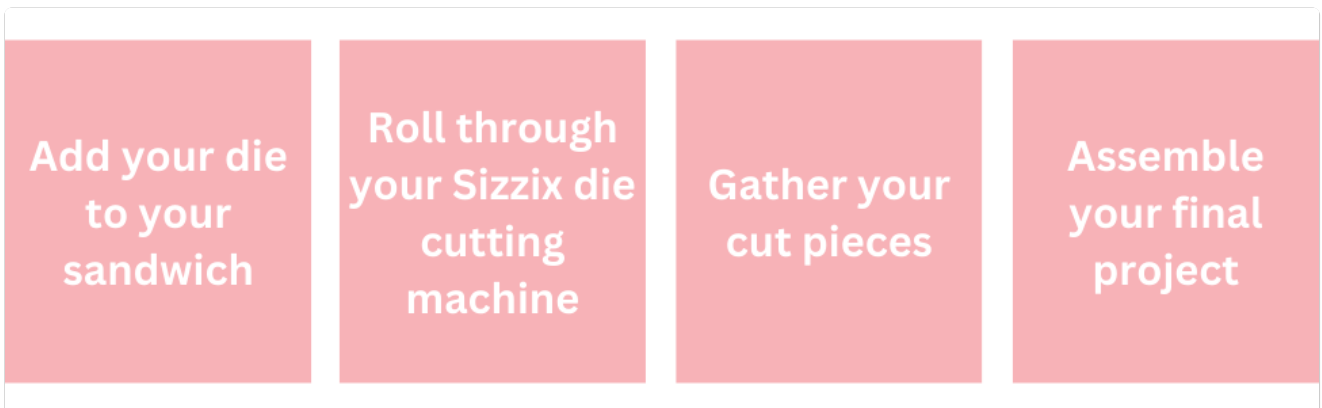 Add your die
to your
sandwich
Roll through
your Sizzix die
cutting
machine
Gather your
cut pieces
Assemble
your final
project